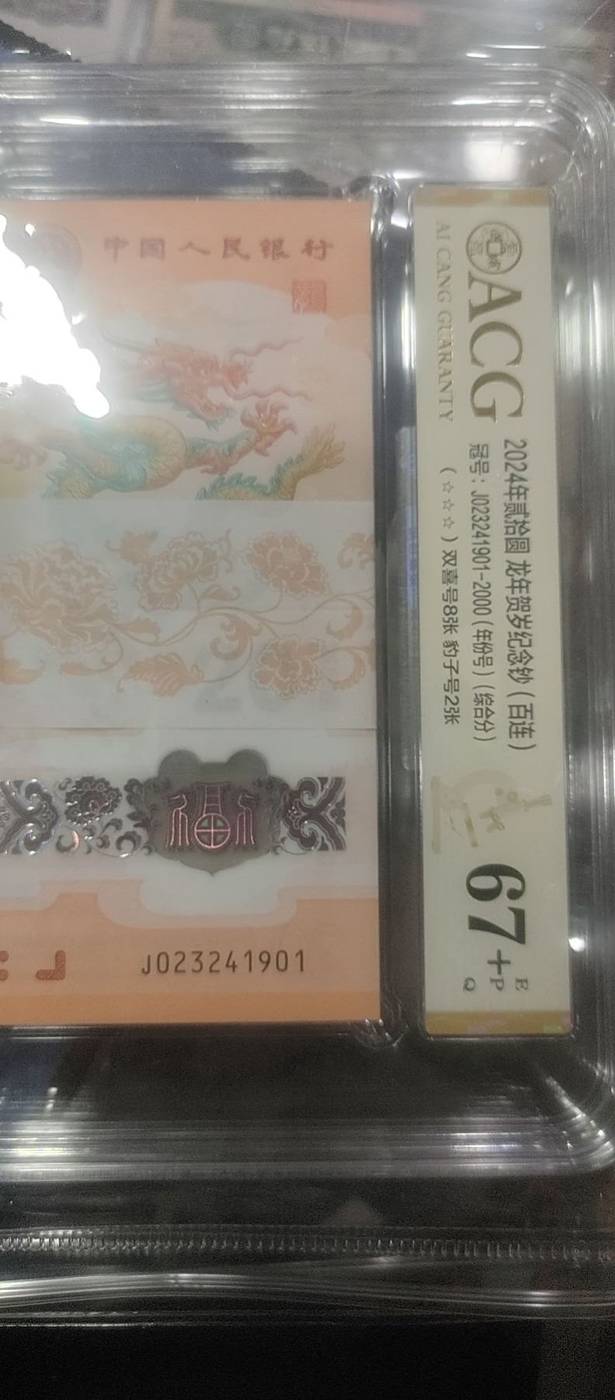 中国人民银行
J023241901
ACG
AI CANG GUARANTY
2024年贰拾圆 龙年贺岁纪念钞（百连）
冠号：J023241901-2000（年份号）（综合分）
（☆☆☆）双喜号8张 豹子号2张
67+
E
P
Q